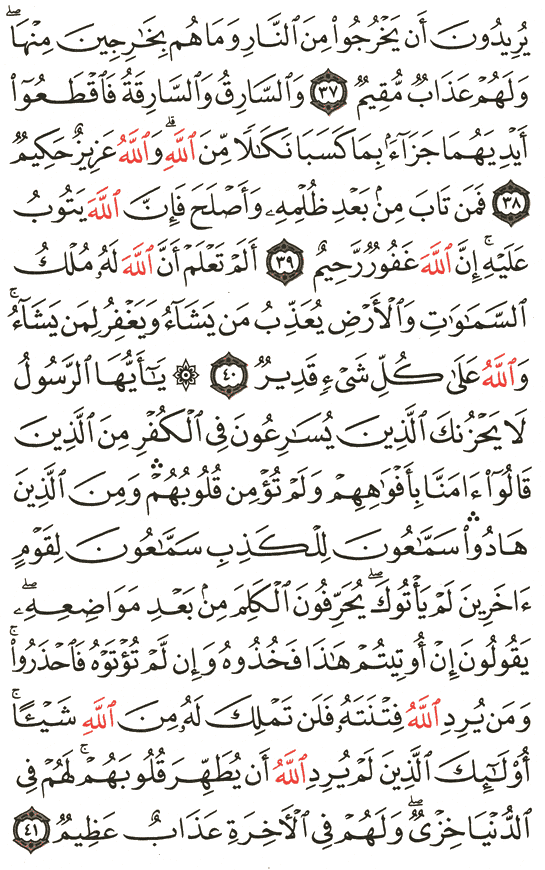 يُرِيدُونَ أَن يَخْرُجُوا۟ مِنَ ٱلنَّارِ وَمَا هُم بِخَٰرِجِينَ مِنْهَا ۖ
وَلَهُمْ عَذَابٌ مُّقِيمٌ ٣٧ وَٱلسَّارِقُ وَٱلسَّارِقَةُ فَٱقْطَعُوٓا۟
أَيْدِيَهُمَا جَزَآءًۢ بِمَا كَسَبَا نَكَٰلًا مِّنَ ٱللَّهِ ۗ وَٱللَّهُ عَزِيزٌ حَكِيمٌ
٣٨ فَمَن تَابَ مِنۢ بَعْدِ ظُلْمِهِۦ وَأَصْلَحَ فَإِنَّ ٱللَّهَ يَتُوبُ
عَلَيْهِ ۚ إِنَّ ٱللَّهَ غَفُورٌ رَّحِيمٌ ٣٩ أَلَمْ تَعْلَمْ أَنَّ ٱللَّهَ لَهُۥ مُلْكُ
ٱلسَّمَٰوَٰتِ وَٱلْأَرْضِ يُعَذِّبُ مَن يَشَآءُ وَيَغْفِرُ لِمَن يَشَآءُ ۗ
وَٱللَّهُ عَلَىٰ كُلِّ شَىْءٍ قَدِيرٌ ٤٠ ۞ يَٰٓأَيُّهَا ٱلرَّسُولُ
لَا يَحْزُنكَ ٱلَّذِينَ يُسَٰرِعُونَ فِى ٱلْكُفْرِ مِنَ ٱلَّذِينَ
قَالُوٓا۟ ءَامَنَّا بِأَفْوَٰهِهِمْ وَلَمْ تُؤْمِن قُلُوبُهُمْ ۛ وَمِنَ ٱلَّذِينَ
هَادُوا۟ ۛ سَمَّٰعُونَ لِلْكَذِبِ سَمَّٰعُونَ لِقَوْمٍ
ءَاخَرِينَ لَمْ يَأْتُوكَ ۖ يُحَرِّفُونَ ٱلْكَلِمَ مِنۢ بَعْدِ مَوَاضِعِهِۦ ۖ
يَقُولُونَ إِنْ أُوتِيتُمْ هَٰذَا فَخُذُوهُ وَإِن لَّمْ تُؤْتَوْهُ فَٱحْذَرُوا۟ ۚ
وَمَن يُرِدِ ٱللَّهُ فِتْنَتَهُۥ فَلَن تَمْلِكَ لَهُۥ مِنَ ٱللَّهِ شَيْـًٔا ۚ
أُو۟لَٰٓئِكَ ٱلَّذِينَ لَمْ يُرِدِ ٱللَّهُ أَن يُطَهِّرَ قُلُوبَهُمْ ۚ لَهُمْ فِى
ٱلدُّنْيَا خِزْىٌ ۖ وَلَهُمْ فِى ٱلْءَاخِرَةِ عَذَابٌ عَظِيمٌ ٤١